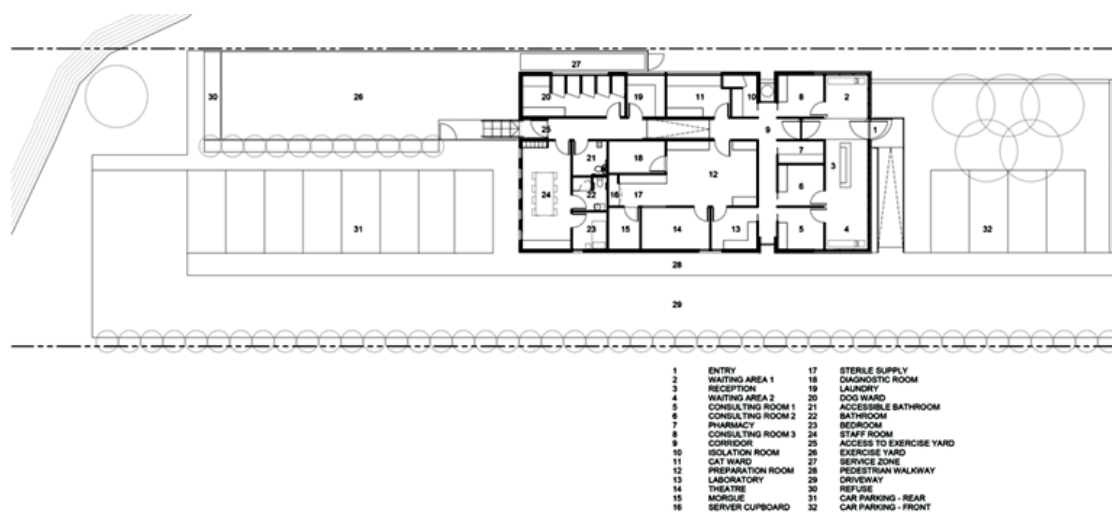 27
30
26
20
19
11
10
8
2
25
9
1
21
18
7
3
12
24
22
16
17
6
31
23
15
14
13
5
4
32
28
29
1 ENTRY
2 WAITING AREA 1
3 RECEPTION
4 WAITING AREA 2
5 CONSULTING ROOM 1
6 CONSULTING ROOM 2
7 PHARMACY
8 CONSULTING ROOM 3
9 CORRIDOR
10 ISOLATION ROOM
11 CAT WARD
12 PREPARATION ROOM
13 LABORATORY
14 THEATRE
15 MORGUE
16 SERVER CUPBOARD
17 STERILE SUPPLY
18 DIAGNOSTIC ROOM
19 LAUNDRY
20 DOG WARD
21 ACCESSIBLE BATHROOM
22 BATHROOM
23 BEDROOM
24 STAFF ROOM
25 ACCESS TO EXERCISE YARD
26 EXERCISE YARD
27 SERVICE ZONE
28 PEDESTRIAN WALKWAY
29 DRIVEWAY
30 REFUSE
31 CAR PARKING - REAR
32 CAR PARKING - FRONT